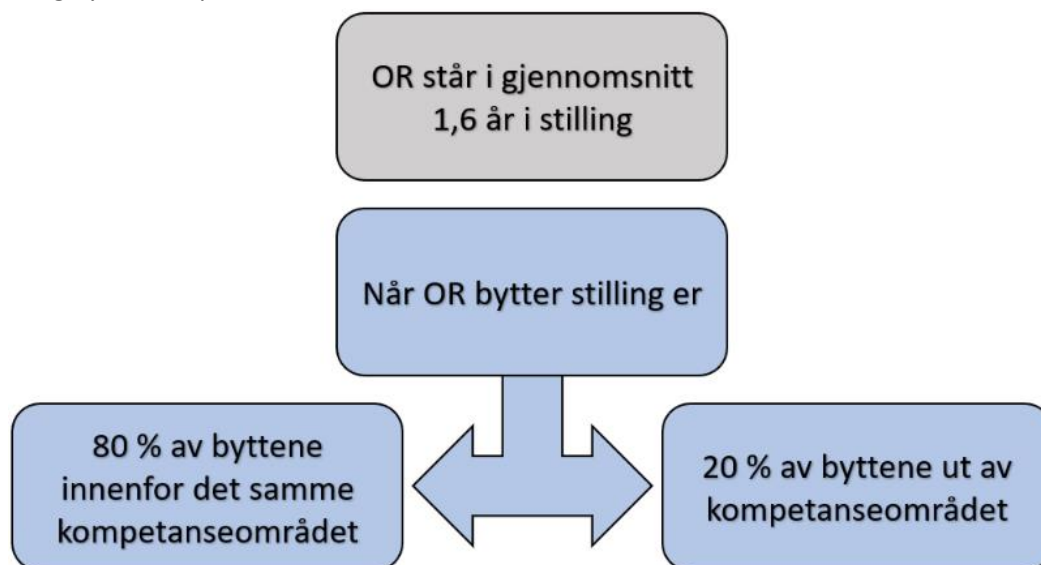 OR står i gjennomsnitt
1,6 år i stilling
Når OR bytter stilling er
80 % av byttene
innenfor det samme
kompetanseområdet
20 % av byttene ut av
kompetanseområdet